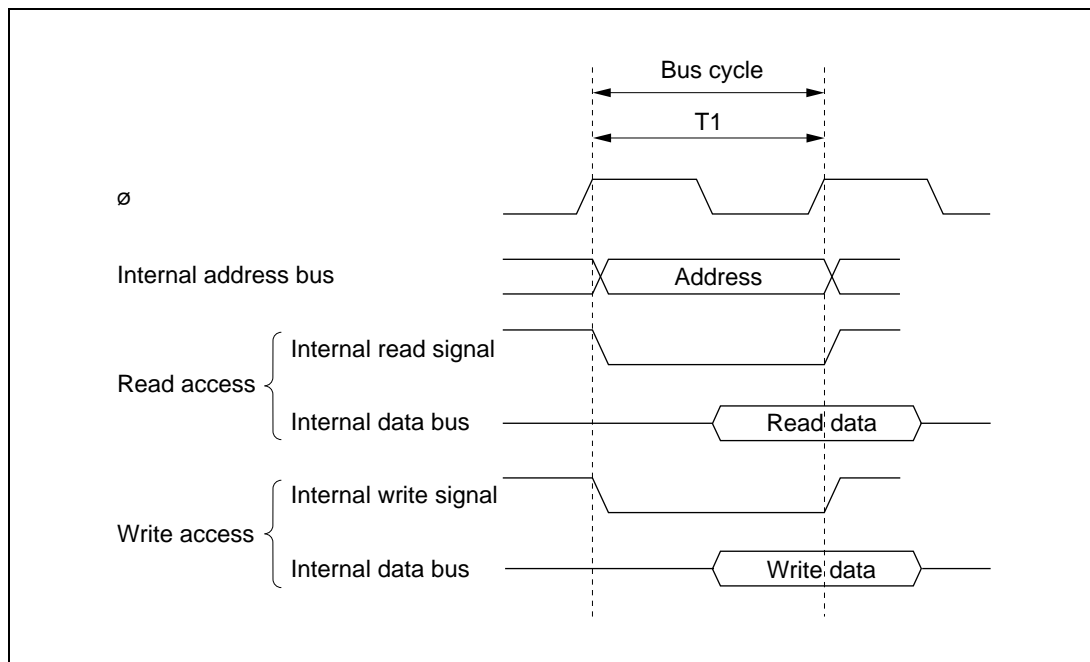 Bus cycle
T1
ø
Internal address bus
Address
Internal read signal
Read access
Internal data bus
Read data
Internal write signal
Write access
Internal data bus
Write data